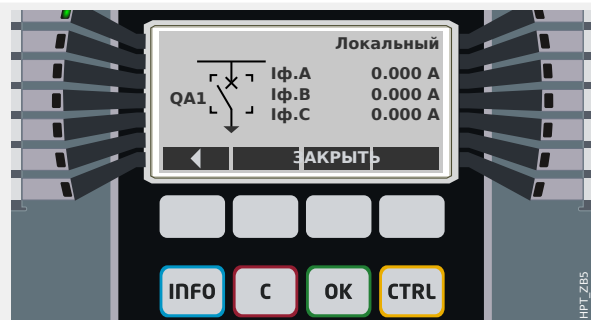 Локальный
Iф.A 0.000 A
QA1
Iф.B 0.000 A
Iф.C 0.000 A
ЗАКРЫТЬ
INFO C OK CTRL
HPT_ZB5